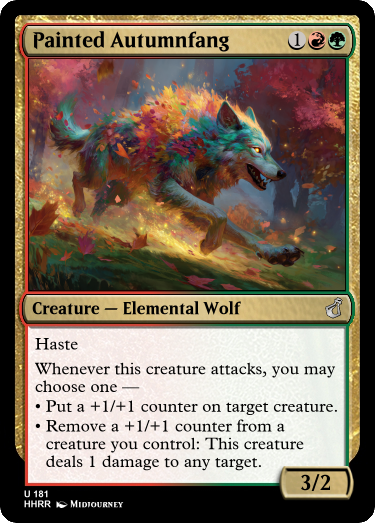 Painted Autumnfang 1
Creature — Elemental Wolf
Haste
Whenever this creature attacks, you may
choose one —
• Put a +1/+1 counter on target creature.
• Remove a +1/+1 counter from a
creature you control: This creature
deals 1 damage to any target.
3/2
U 181
HHRR Midjourney